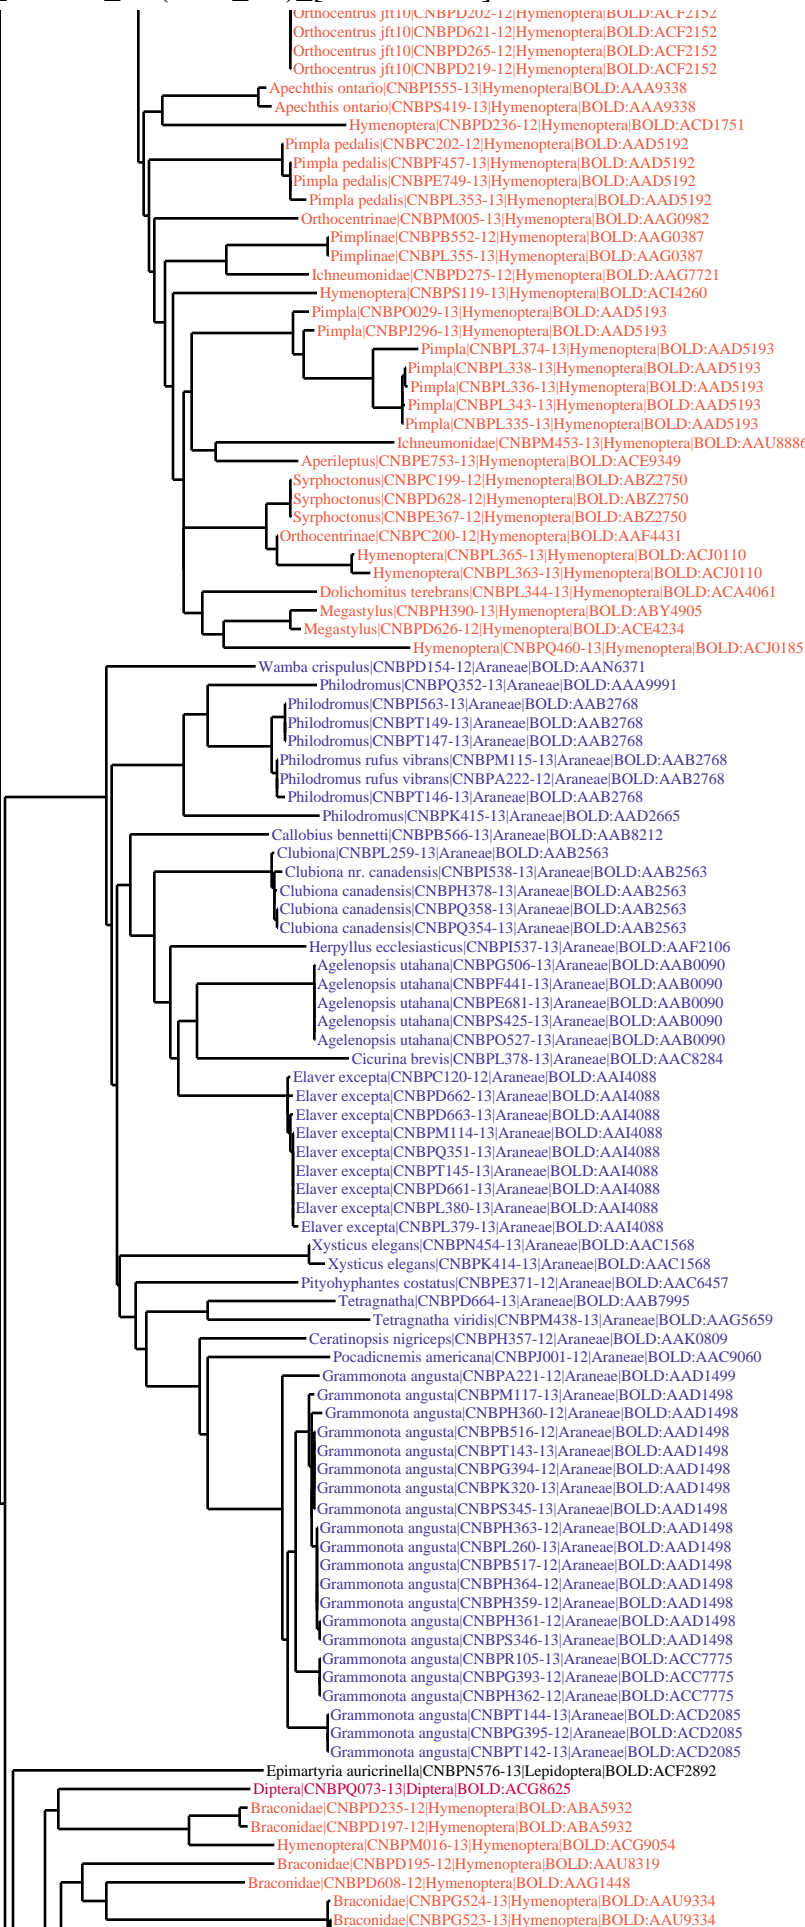 Orthocentrus jft10|CNBPD202-12|Hymenoptera|BOLD:ACF2152
Orthocentrus jft10|CNBPD621-12|Hymenoptera|BOLD:ACF2152
Orthocentrus jft10|CNBPD265-12|Hymenoptera|BOLD:ACF2152
Orthocentrus jft10|CNBPD219-12|Hymenoptera|BOLD:ACF2152
Apechthis ontario|CNBPI555-13|Hymenoptera|BOLD:AAA9338
Apechthis ontario|CNBPS419-13|Hymenoptera|BOLD:AAA9338
Hymenoptera|CNBPD236-12|Hymenoptera|BOLD:ACD1751
Pimpla pedalis|CNBPC202-12|Hymenoptera|BOLD:AAD5192
Pimpla pedalis|CNBPF457-13|Hymenoptera|BOLD:AAD5192
Pimpla pedalis|CNBPE749-13|Hymenoptera|BOLD:AAD5192
Pimpla pedalis|CNBPL353-13|Hymenoptera|BOLD:AAD5192
Orthocentrinae|CNBPM005-13|Hymenoptera|BOLD:AAG0982
Pimplinae|CNBPB552-12|Hymenoptera|BOLD:AAG0387
Pimplinae|CNBPL355-13|Hymenoptera|BOLD:AAG0387
Ichneumonidae|CNBPD275-12|Hymenoptera|BOLD:AAG7721
Hymenoptera|CNBPS119-13|Hymenoptera|BOLD:ACI4260
Pimpla|CNBPO029-13|Hymenoptera|BOLD:AAD5193
Pimpla|CNBPJ296-13|Hymenoptera|BOLD:AAD5193
Pimpla|CNBPL374-13|Hymenoptera|BOLD:AAD5193
Pimpla|CNBPL338-13|Hymenoptera|BOLD:AAD5193
Pimpla|CNBPL336-13|Hymenoptera|BOLD:AAD5193
Pimpla|CNBPL343-13|Hymenoptera|BOLD:AAD5193
Pimpla|CNBPL335-13|Hymenoptera|BOLD:AAD5193
Ichneumonidae|CNBPM453-13|Hymenoptera|BOLD:AAU8886
Aperileptus|CNBPE753-13|Hymenoptera|BOLD:ACE9349
Syrphoctonus|CNBPC199-12|Hymenoptera|BOLD:ABZ2750
Syrphoctonus|CNBPD628-12|Hymenoptera|BOLD:ABZ2750
Syrphoctonus|CNBPE367-12|Hymenoptera|BOLD:ABZ2750
Orthocentrinae|CNBPC200-12|Hymenoptera|BOLD:AAF4431
Hymenoptera|CNBPL365-13|Hymenoptera|BOLD:ACJ0110
Hymenoptera|CNBPL363-13|Hymenoptera|BOLD:ACJ0110
Dolichomitus terebrans|CNBPL344-13|Hymenoptera|BOLD:ACA4061
Megastylus|CNBPH390-13|Hymenoptera|BOLD:ABY4905
Megastylus|CNBPD626-12|Hymenoptera|BOLD:ACE4234
Hymenoptera|CNBPQ460-13|Hymenoptera|BOLD:ACJ0185
Wamba crispulus|CNBPD154-12|Araneae|BOLD:AAN6371
Philodromus|CNBPQ352-13|Araneae|BOLD:AAA9991
Philodromus|CNBPI563-13|Araneae|BOLD:AAB2768
Philodromus|CNBPT149-13|Araneae|BOLD:AAB2768
Philodromus|CNBPT147-13|Araneae|BOLD:AAB2768
Philodromus rufus vibrans|CNBPM115-13|Araneae|BOLD:AAB2768
Philodromus rufus vibrans|CNBPA222-12|Araneae|BOLD:AAB2768
Philodromus|CNBPT146-13|Araneae|BOLD:AAB2768
Philodromus|CNBPK415-13|Araneae|BOLD:AAD2665
Callobius bennetti|CNBPB566-13|Araneae|BOLD:AAB8212
Clubiona|CNBPL259-13|Araneae|BOLD:AAB2563
Clubiona nr. canadensis|CNBPI538-13|Araneae|BOLD:AAB2563
Clubiona canadensis|CNBPH378-13|Araneae|BOLD:AAB2563
Clubiona canadensis|CNBPQ358-13|Araneae|BOLD:AAB2563
Clubiona canadensis|CNBPQ354-13|Araneae|BOLD:AAB2563
Herpyllus ecclesiasticus|CNBPI537-13|Araneae|BOLD:AAF2106
Agelenopsis utahana|CNBPG506-13|Araneae|BOLD:AAB0090
Agelenopsis utahana|CNBPF441-13|Araneae|BOLD:AAB0090
Agelenopsis utahana|CNBPE681-13|Araneae|BOLD:AAB0090
Agelenopsis utahana|CNBPS425-13|Araneae|BOLD:AAB0090
Agelenopsis utahana|CNBPO527-13|Araneae|BOLD:AAB0090
Cicurina brevis|CNBPL378-13|Araneae|BOLD:AAC8284
Elaver excepta|CNBPC120-12|Araneae|BOLD:AAI4088
Elaver excepta|CNBPD662-13|Araneae|BOLD:AAI4088
Elaver excepta|CNBPD663-13|Araneae|BOLD:AAI4088
Elaver excepta|CNBPM114-13|Araneae|BOLD:AAI4088
Elaver excepta|CNBPQ351-13|Araneae|BOLD:AAI4088
Elaver excepta|CNBPT145-13|Araneae|BOLD:AAI4088
Elaver excepta|CNBPD661-13|Araneae|BOLD:AAI4088
Elaver excepta|CNBPL380-13|Araneae|BOLD:AAI4088
Elaver excepta|CNBPL379-13|Araneae|BOLD:AAI4088
Xysticus elegans|CNBPN454-13|Araneae|BOLD:AAC1568
Xysticus elegans|CNBPK414-13|Araneae|BOLD:AAC1568
Pityohyphantes costatus|CNBPE371-12|Araneae|BOLD:AAC6457
Tetragnatha|CNBPD664-13|Araneae|BOLD:AAB7995
Tetragnatha viridis|CNBPM438-13|Araneae|BOLD:AAG5659
Ceratinopsis nigriceps|CNBPH357-12|Araneae|BOLD:AAK0809
Pocadicnemis americana|CNBPJ001-12|Araneae|BOLD:AAC9060
Grammonota angusta|CNBPA221-12|Araneae|BOLD:AAD1499
Grammonota angusta|CNBPM117-13|Araneae|BOLD:AAD1498
Grammonota angusta|CNBPH360-12|Araneae|BOLD:AAD1498
Grammonota angusta|CNBPB516-12|Araneae|BOLD:AAD1498
Grammonota angusta|CNBPT143-13|Araneae|BOLD:AAD1498
Grammonota angusta|CNBPG394-12|Araneae|BOLD:AAD1498
Grammonota angusta|CNBPK320-13|Araneae|BOLD:AAD1498
Grammonota angusta|CNBPS345-13|Araneae|BOLD:AAD1498
Grammonota angusta|CNBPH363-12|Araneae|BOLD:AAD1498
Grammonota angusta|CNBPL260-13|Araneae|BOLD:AAD1498
Grammonota angusta|CNBPB517-12|Araneae|BOLD:AAD1498
Grammonota angusta|CNBPH364-12|Araneae|BOLD:AAD1498
Grammonota angusta|CNBPH359-12|Araneae|BOLD:AAD1498
Grammonota angusta|CNBPH361-12|Araneae|BOLD:AAD1498
Grammonota angusta|CNBPS346-13|Araneae|BOLD:AAD1498
Grammonota angusta|CNBPR105-13|Araneae|BOLD:ACC7775
Grammonota angusta|CNBPG393-12|Araneae|BOLD:ACC7775
Grammonota angusta|CNBPH362-12|Araneae|BOLD:ACC7775
Grammonota angusta|CNBPT144-13|Araneae|BOLD:ACD2085
Grammonota angusta|CNBPG395-12|Araneae|BOLD:ACD2085
Grammonota angusta|CNBPT142-13|Araneae|BOLD:ACD2085
Epimartyria auricrinella|CNBPN576-13|Lepidoptera|BOLD:ACF2892
Diptera|CNBPQ073-13|Diptera|BOLD:ACG8625
Braconidae|CNBPD235-12|Hymenoptera|BOLD:ABA5932
Braconidae|CNBPD197-12|Hymenoptera|BOLD:ABA5932
Hymenoptera|CNBPM016-13|Hymenoptera|BOLD:ACG9054
Braconidae|CNBPD195-12|Hymenoptera|BOLD:AAU8319
Braconidae|CNBPD608-12|Hymenoptera|BOLD:AAG1448
Braconidae|CNBPG524-13|Hymenoptera|BOLD:AAU9334
Braconidae|CNBPG523-13|Hymenoptera|BOLD:AAU9334